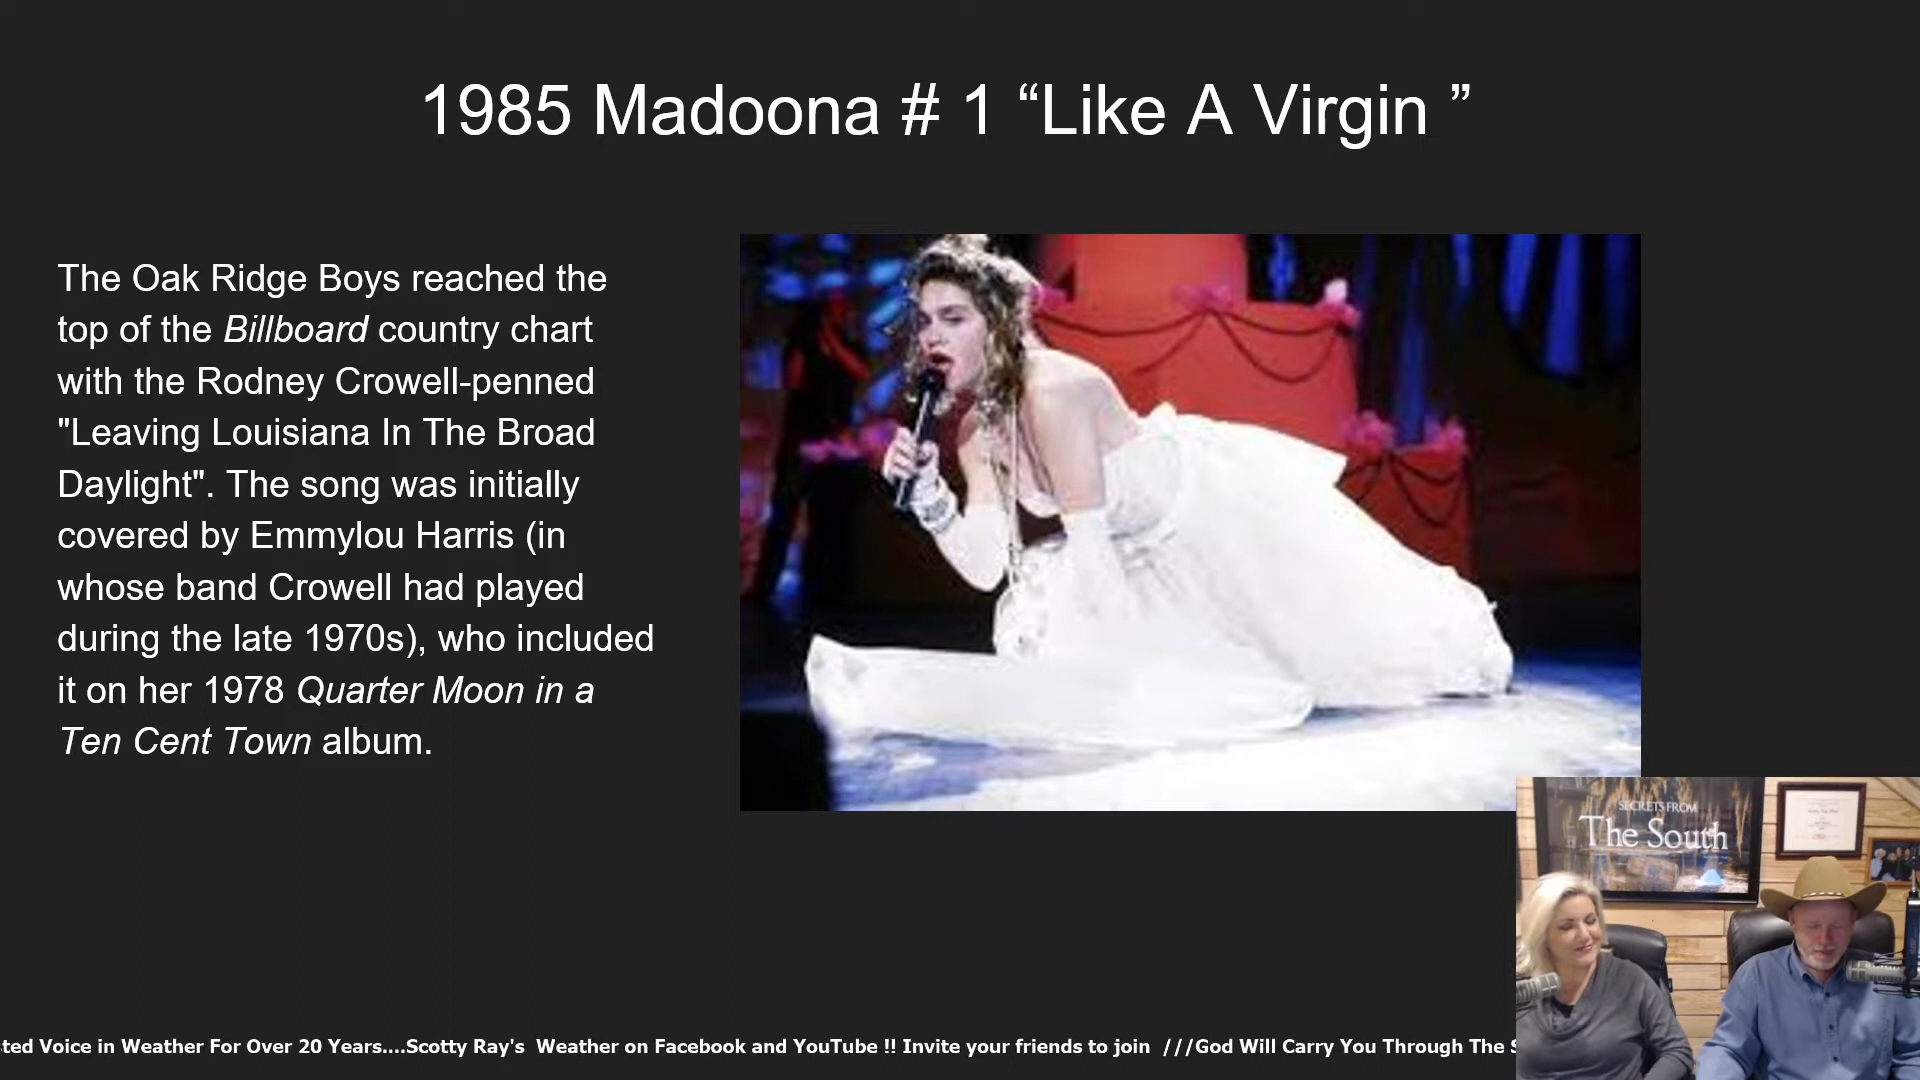 1985 Madoona # 1 “Like A Virgin ”
The Oak Ridge Boys reached the
top of the Billboard country chart
with the Rodney Crowell-penned
"Leaving Louisiana In The Broad
Daylight". The song was initially
covered by Emmylou Harris (in
whose band Crowell had played
during the late 1970s), who included
it on her 1978 Quarter Moon in a
Ten Cent Town album.
SECRETS FROM
The South
ted Voice in Weather For Over 20 Years....Scotty Ray's Weather on Facebook and YouTube !! Invite your friends to join ///God Will Carry You Through The